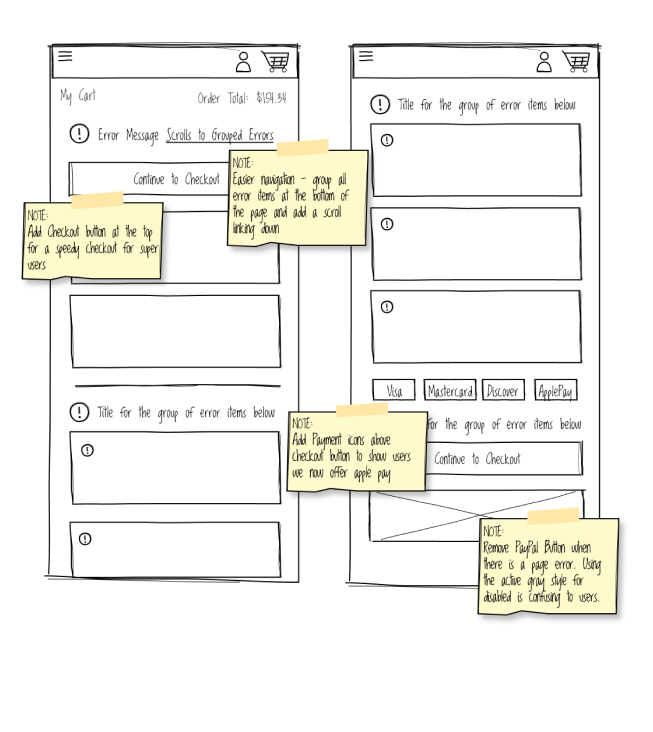 My Cart
Order Total: $154.34
Error Message Scrolls to Grouped Errors
Continue to Checkout
NOTE:
Easier navigation - group all
error items at the bottom of
the page and add a scroll
linking down
NOTE:
Add Checkout button at the top
for a speedy checkout for super
users
Title for the group of error items below
Title for the group of error items below
Visa
Mastercard
Discover
ApplePay
for the group of error items below
Continue to Checkout
NOTE:
Add Payment icons above
checkout button to show users
we now offer apple pay
NOTE:
Remove PayPal Button when
there is a page error. Using
the active gray style for
disabled is confusing to users.